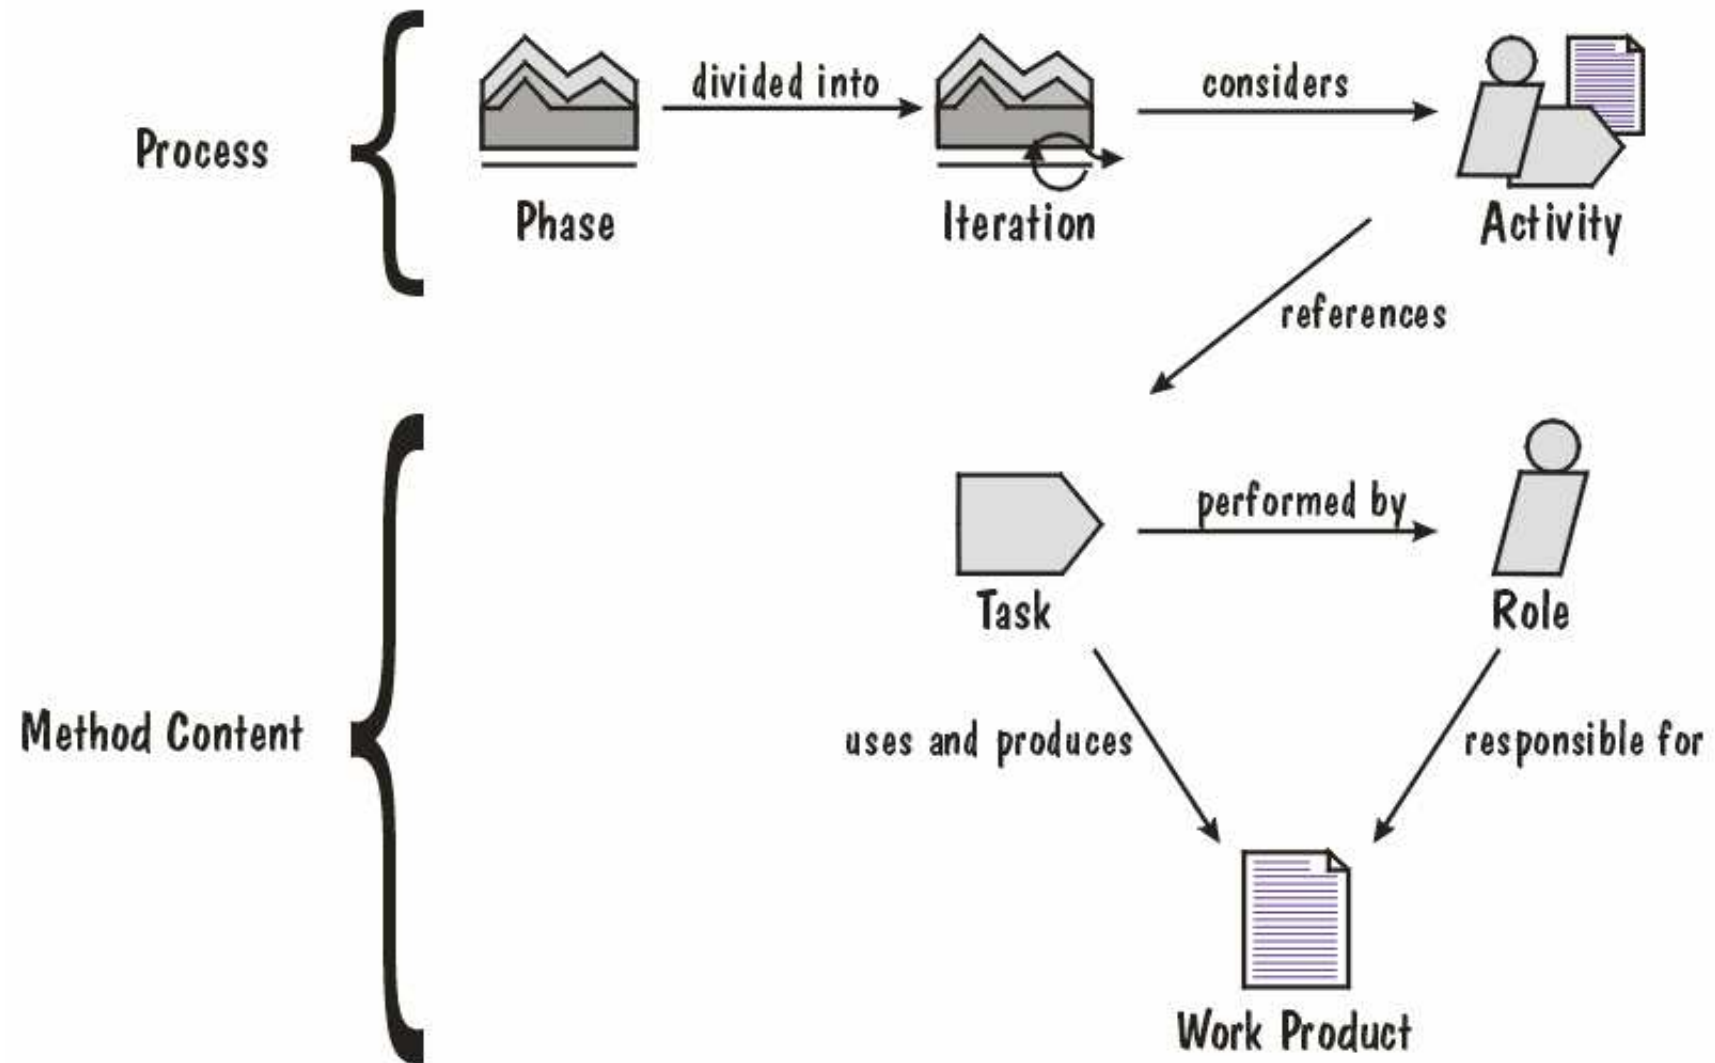 divided into
considers
Process
Phase
Iteration
Activity
references
performed by
Task
Role
Method Content
uses and produces
responsible for
Work Product